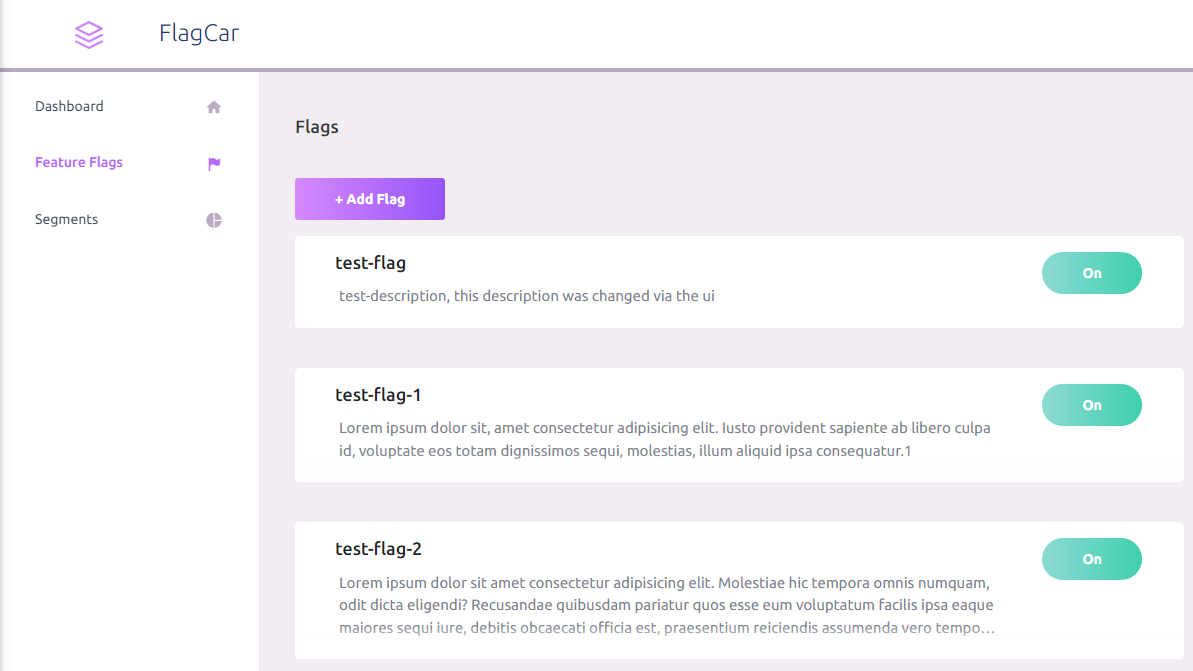 FlagCar
Dashboard
Feature Flags
Segments
Flags
+ Add Flag
test-flag
On
test-description, this description was changed via the ui
test-flag-1
On
Lorem ipsum dolor sit, amet consectetur adipisicing elit. Iusto provident sapiente ab libero culpa
id, voluptate eos totam dignissimos sequi, molestias, illum aliquid ipsa consequatur.1
test-flag-2
On
Lorem ipsum dolor sit amet consectetur adipisicing elit. Molestiae hic tempora omnis numquam,
odit dicta eligendi? Recusandae quibusdam pariatur quos esse eum voluptatum facilis ipsa eaque
maiores sequi iure, debitis obcaecati officia est, praesentium reiciendis assumenda vero tempo…